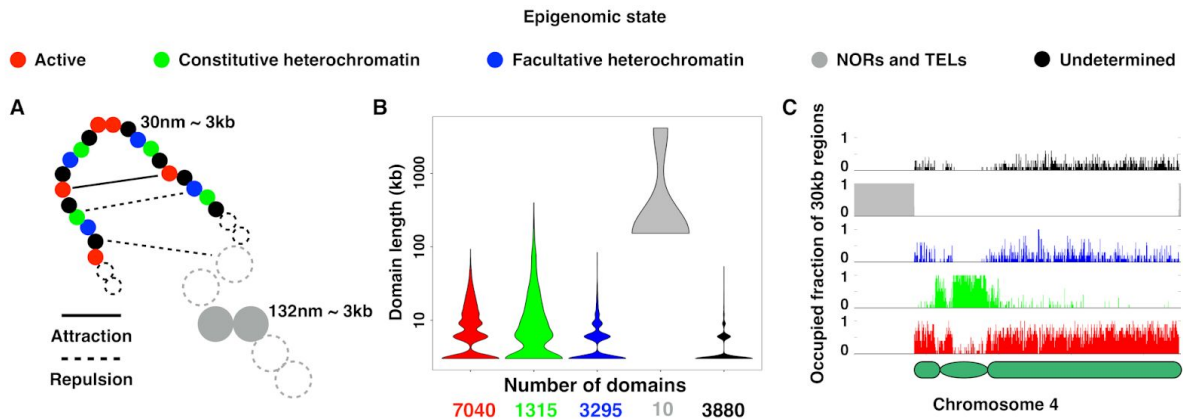 Epigenomic state
Active Constitutive heterochromatin Facultative heterochromatin NORs and TELs Undetermined
A
30nm ~ 3kb
132nm ~ 3kb
Attraction
Repulsion
B
Domain length (kb)
1000
100
10
Number of domains
7040 1315 3295 10 3880
C
Occupied fraction of 30kb regions
1
0
1
0
1
0
1
0
1
0
Chromosome 4